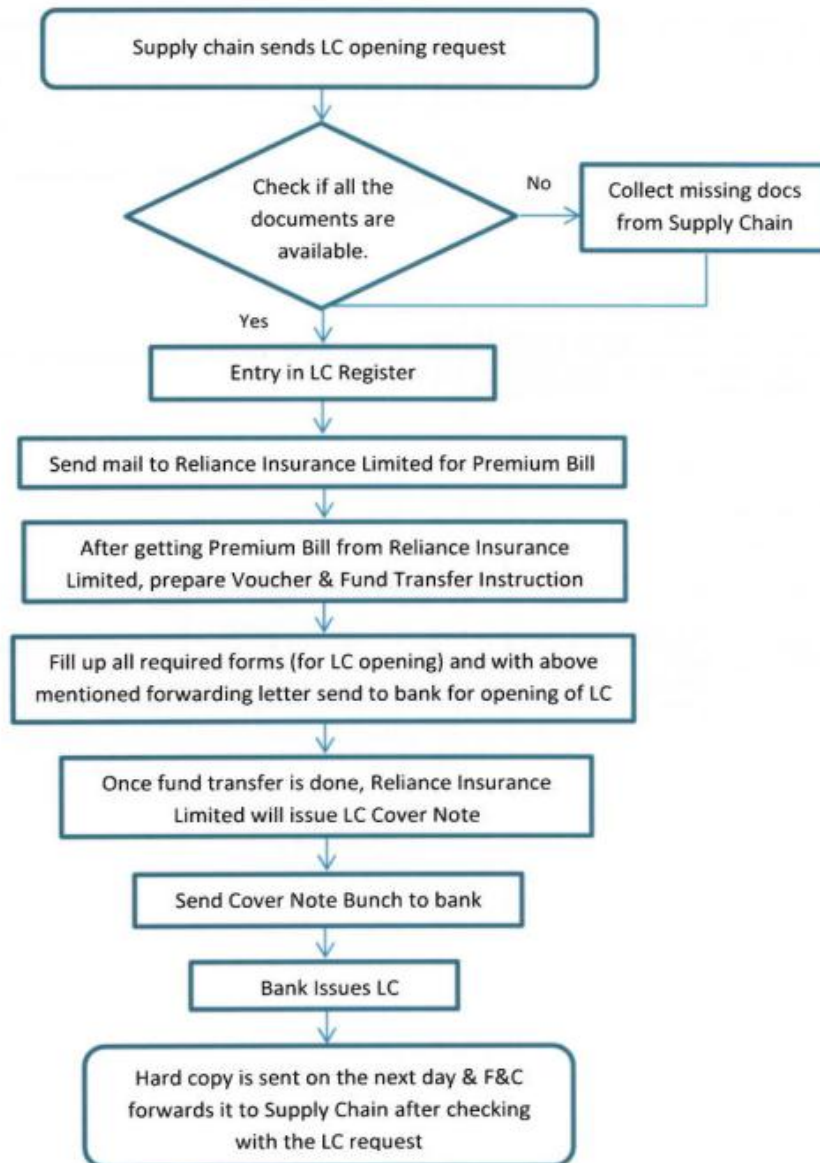 Supply chain sends LC opening request
Check if all the
documents are
available.
No
Collect missing docs
from Supply Chain
Yes
Entry in LC Register
Send mail to Reliance Insurance Limited for Premium Bill
After getting Premium Bill from Reliance Insurance
Limited, prepare Voucher & Fund Transfer Instruction
Fill up all required forms (for LC opening) and with above
mentioned forwarding letter send to bank for opening of LC
Once fund transfer is done, Reliance Insurance
Limited will issue LC Cover Note
Send Cover Note Bunch to bank
Bank Issues LC
Hard copy is sent on the next day & F&C
forwards it to Supply Chain after checking
with the LC request